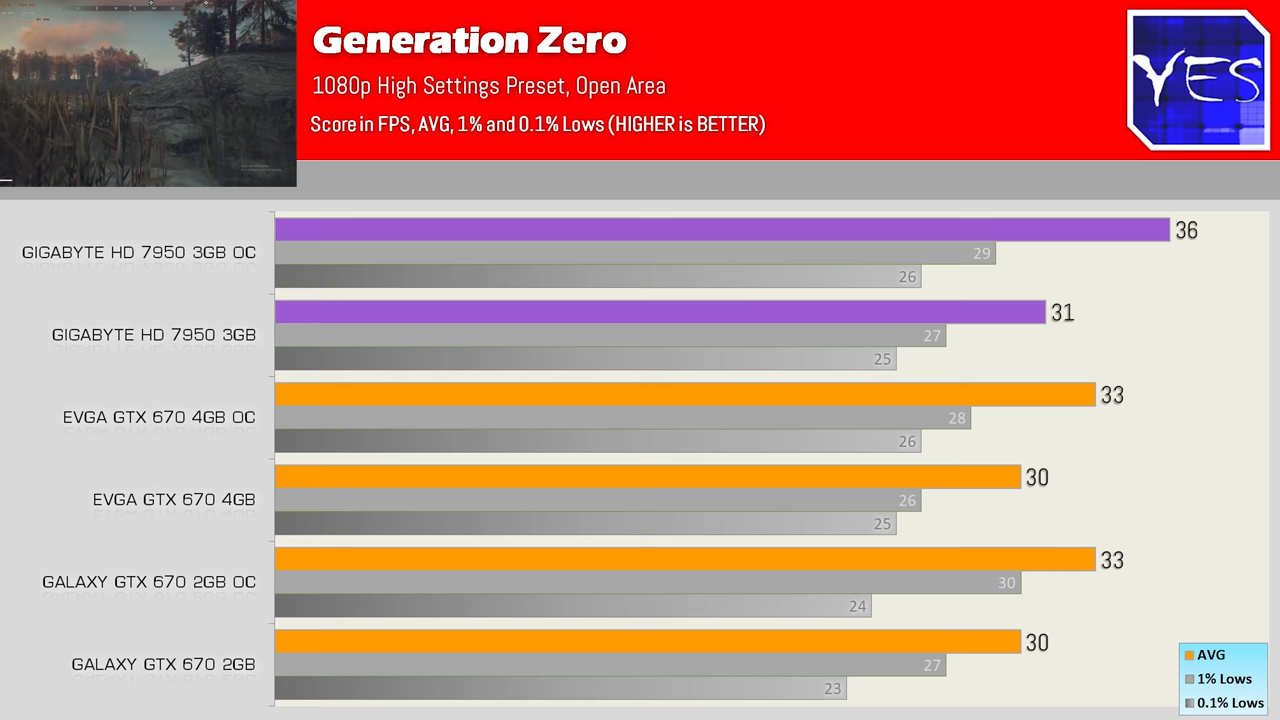 Generation Zero
1080p High Settings Preset, Open Area
Score in FPS, AVG, 1% and 0.1% Lows (HIGHER is BETTER)
YES
GIGABYTE HD 7950 3GB OC
36
29
26
GIGABYTE HD 7950 3GB
31
27
25
EVGA GTX 670 4GB OC
33
28
26
EVGA GTX 670 4GB
30
26
25
GALAXY GTX 670 2GB OC
33
30
24
GALAXY GTX 670 2GB
30
27
23
AVG
1% Lows
0.1% Lows